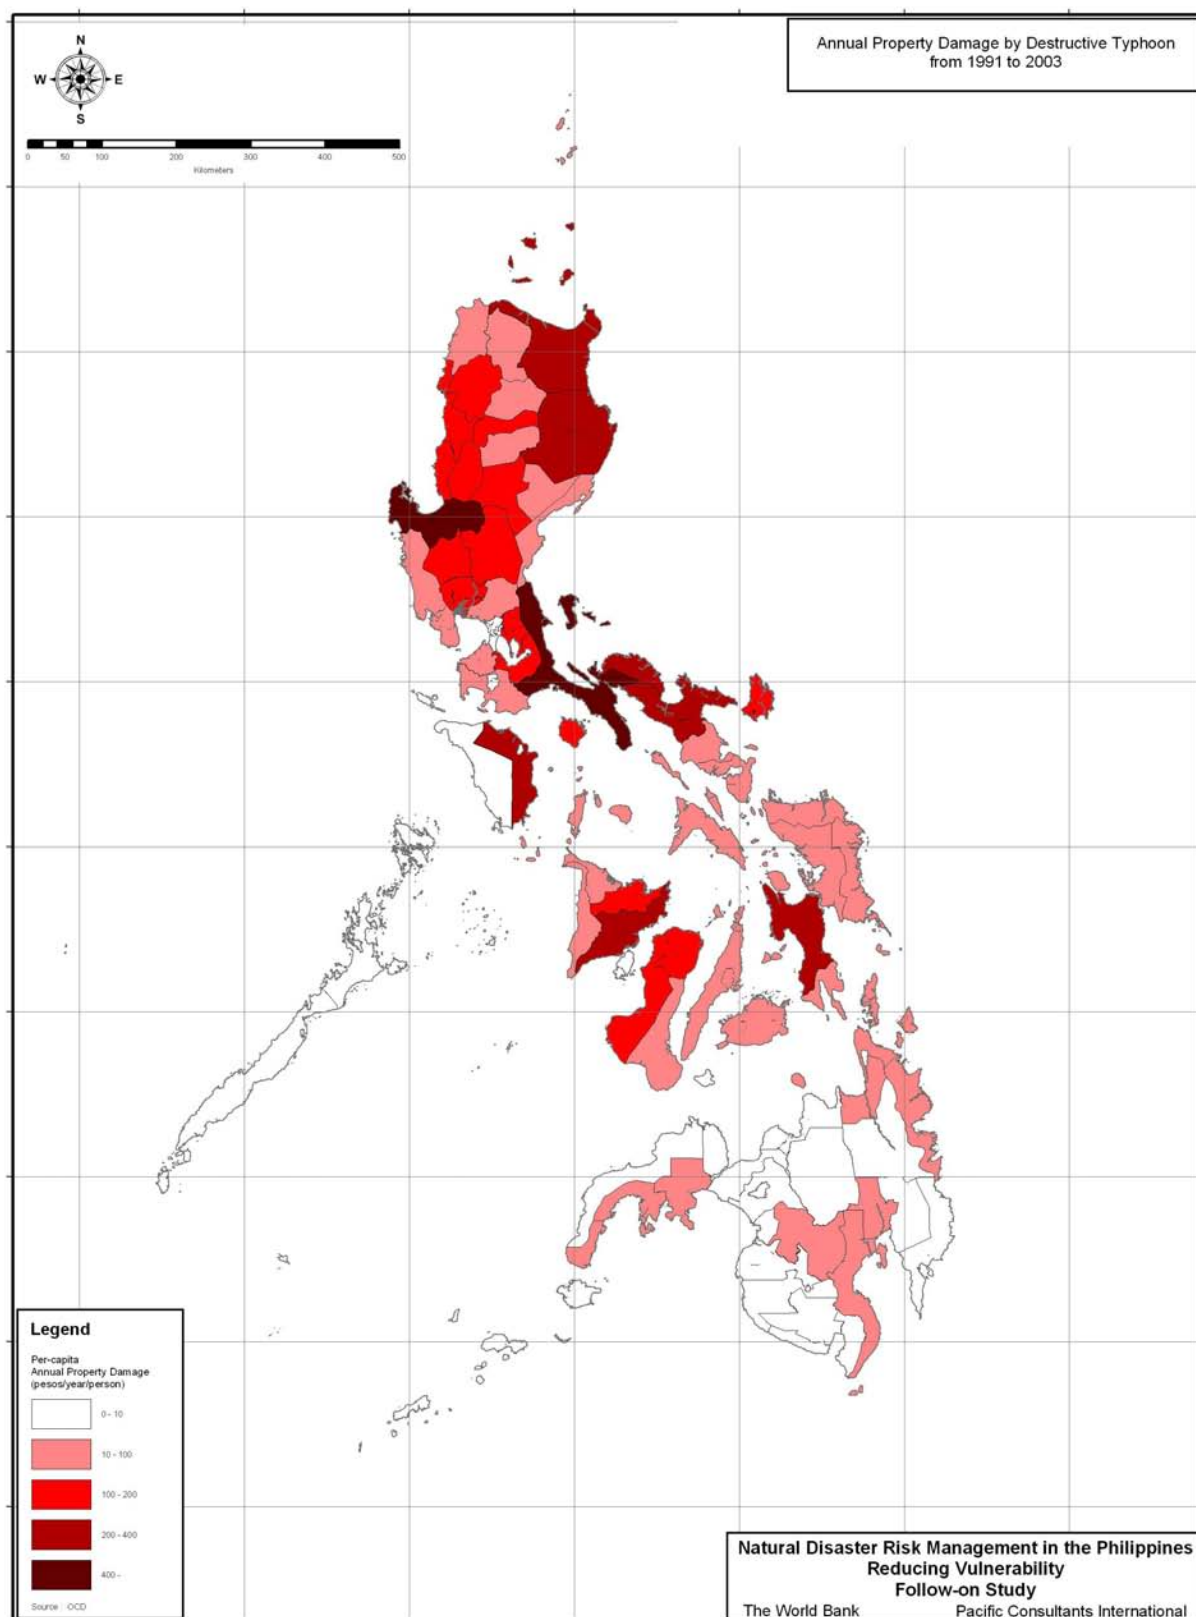 Annual Property Damage by Destructive Typhoon
from 1991 to 2003
N
W E
S
0 50 100 200 300 400 500
Kilometers
Legend
Per-capita
Annual Property Damage
(pesos/year/person)
0 - 10
10 - 100
100 - 200
200 - 400
400 -
Source : OCD
Natural Disaster Risk Management in the Philippines
Reducing Vulnerability
Follow-on Study
The World Bank Pacific Consultants International